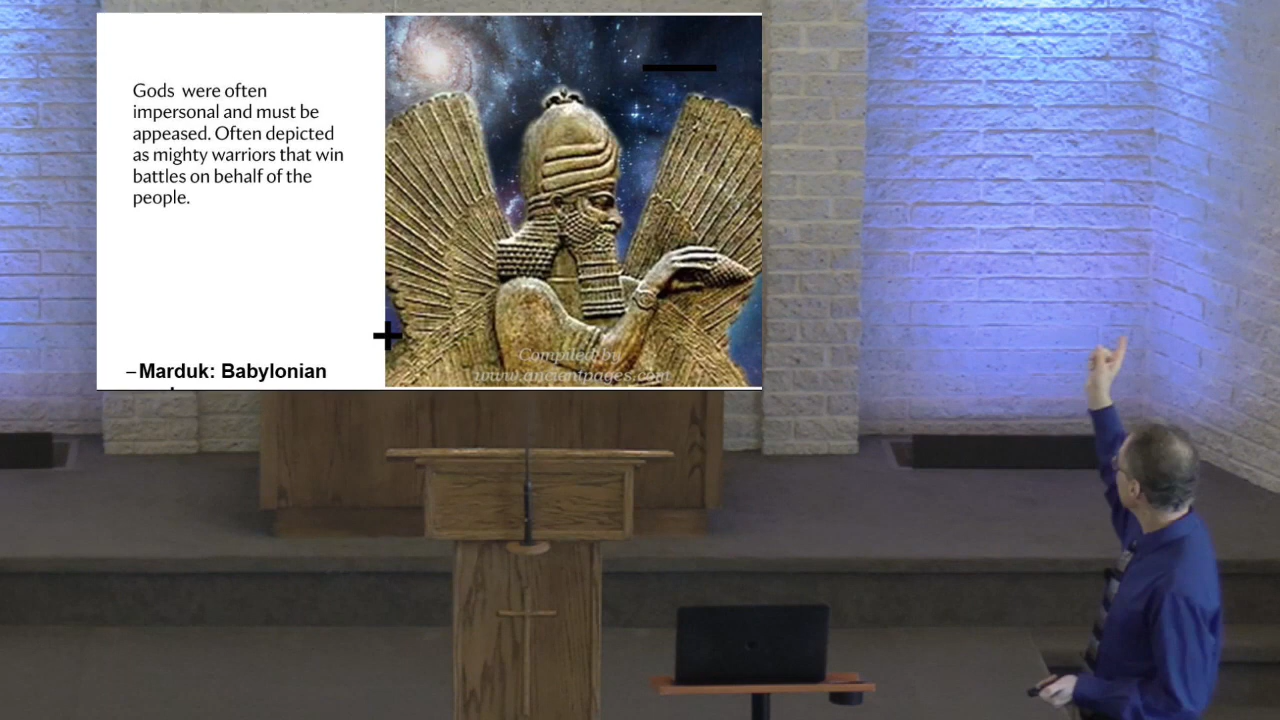 Gods were often
impersonal and must be
appeased. Often depicted
as mighty warriors that win
battles on behalf of the
people.
–Marduk: Babylonian
Compiled by
www.ancientpages.com